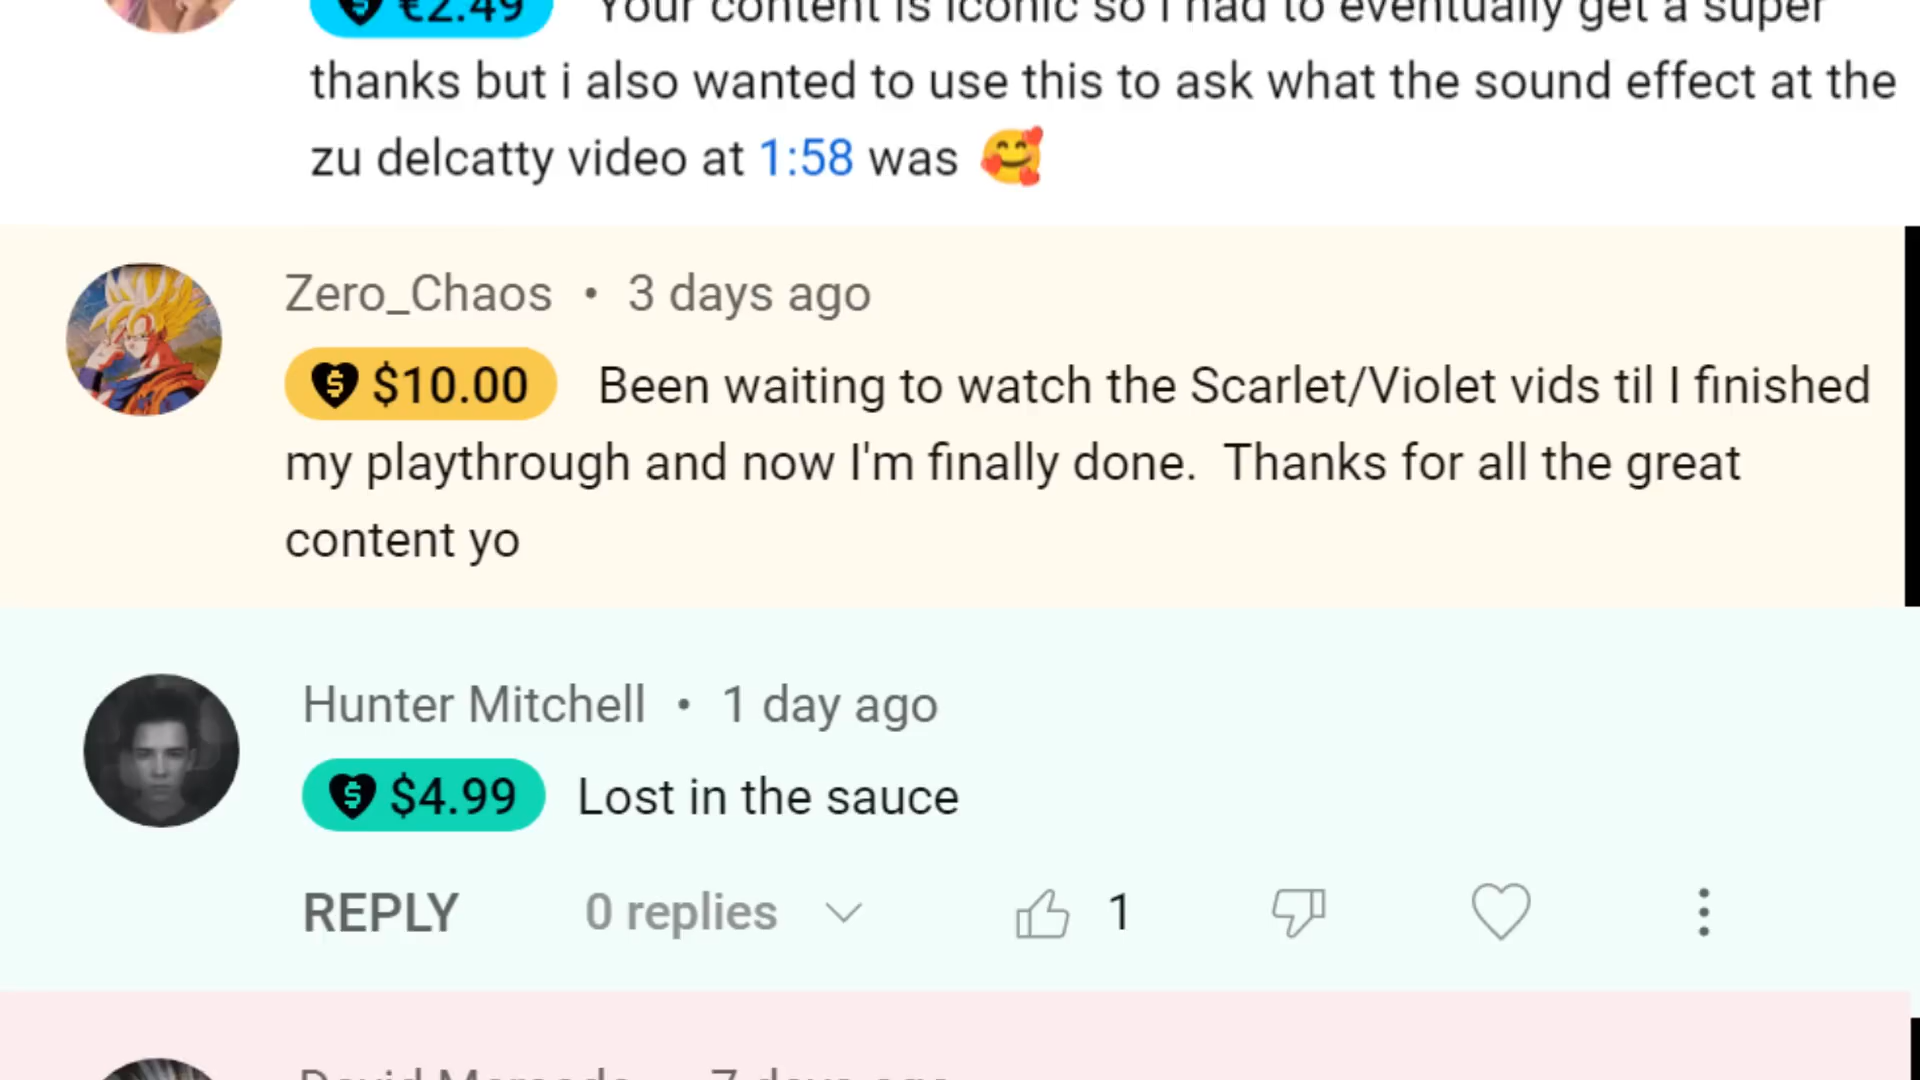 €2.49 Your content is iconic so i had to eventually get a super
thanks but i also wanted to use this to ask what the sound effect at the
zu delcatty video at 1:58 was 🥰
Zero_Chaos • 3 days ago
$10.00 Been waiting to watch the Scarlet/Violet vids til I finished
my playthrough and now I'm finally done. Thanks for all the great
content yo
Hunter Mitchell • 1 day ago
$4.99 Lost in the sauce
REPLY 0 replies 1
David 7 days ago